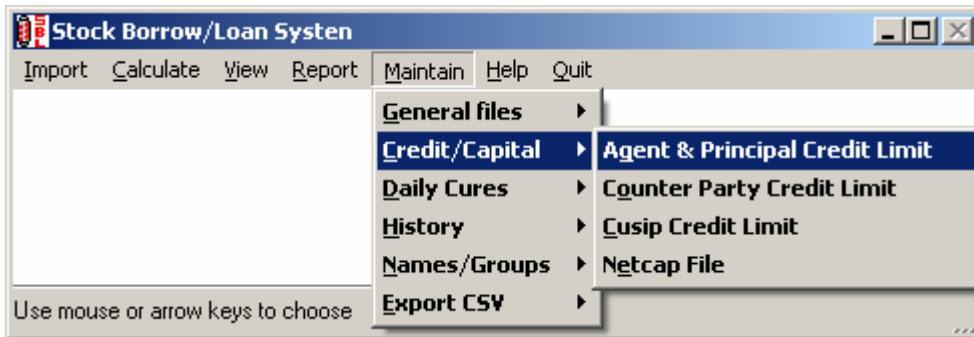 SBL Stock Borrow/Loan Systen
Import Calculate View Report Maintain Help Quit
General files
Credit/Capital Agent & Principal Credit Limit
Daily Cures Counter Party Credit Limit
History Cusip Credit Limit
Names/Groups Netcap File
Export CSV
Use mouse or arrow keys to choose